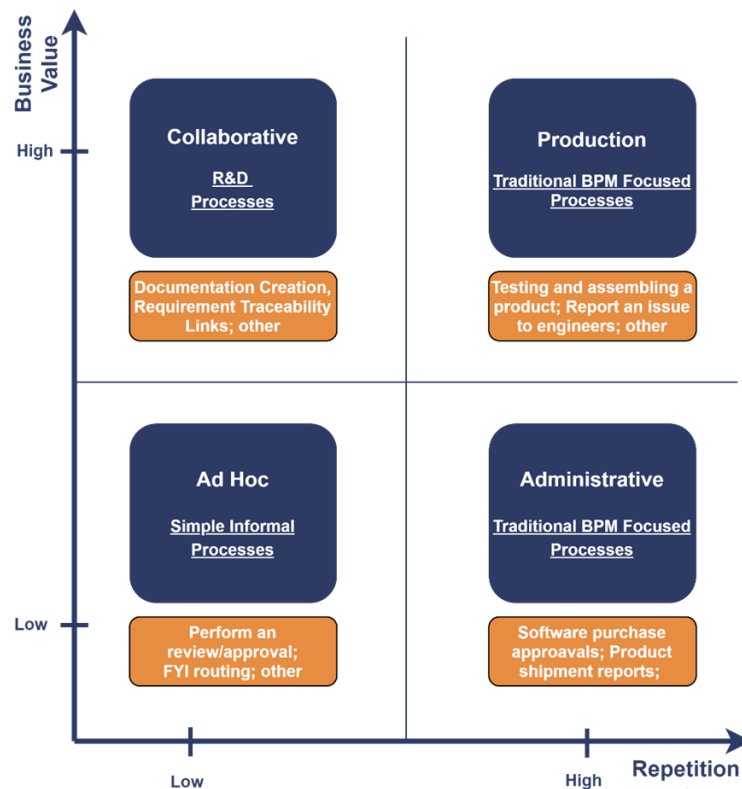 Business
Value
High
Collaborative
R&D
Processes
Documentation Creation,
Requirement Traceability
Links; other
Production
Traditional BPM Focused
Processes
Testing and assembling a
product; Report an issue
to engineers; other
Ad Hoc
Simple Informal
Processes
Perform an
review/approval;
FYI routing; other
Administrative
Traditional BPM Focused
Processes
Software purchase
approavals; Product
shipment reports;
Low
Low
High
Repetition